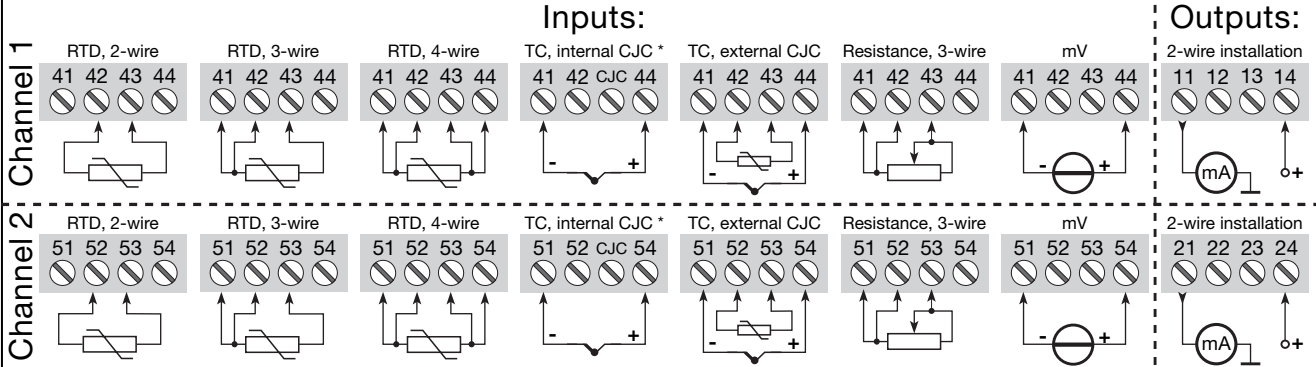 Inputs:
Outputs:
Channel 1
RTD, 2-wire
41 42 43 44
RTD, 3-wire
41 42 43 44
RTD, 4-wire
41 42 43 44
TC, internal CJC *
41 42 CJC 44
- +
TC, external CJC
41 42 43 44
- +
Resistance, 3-wire
41 42 43 44
mV
41 42 43 44
- +
2-wire installation
11 12 13 14
mA
+
Channel 2
RTD, 2-wire
51 52 53 54
RTD, 3-wire
51 52 53 54
RTD, 4-wire
51 52 53 54
TC, internal CJC *
51 52 CJC 54
- +
TC, external CJC
51 52 53 54
- +
Resistance, 3-wire
51 52 53 54
mV
51 52 53 54
- +
2-wire installation
21 22 23 24
mA
+